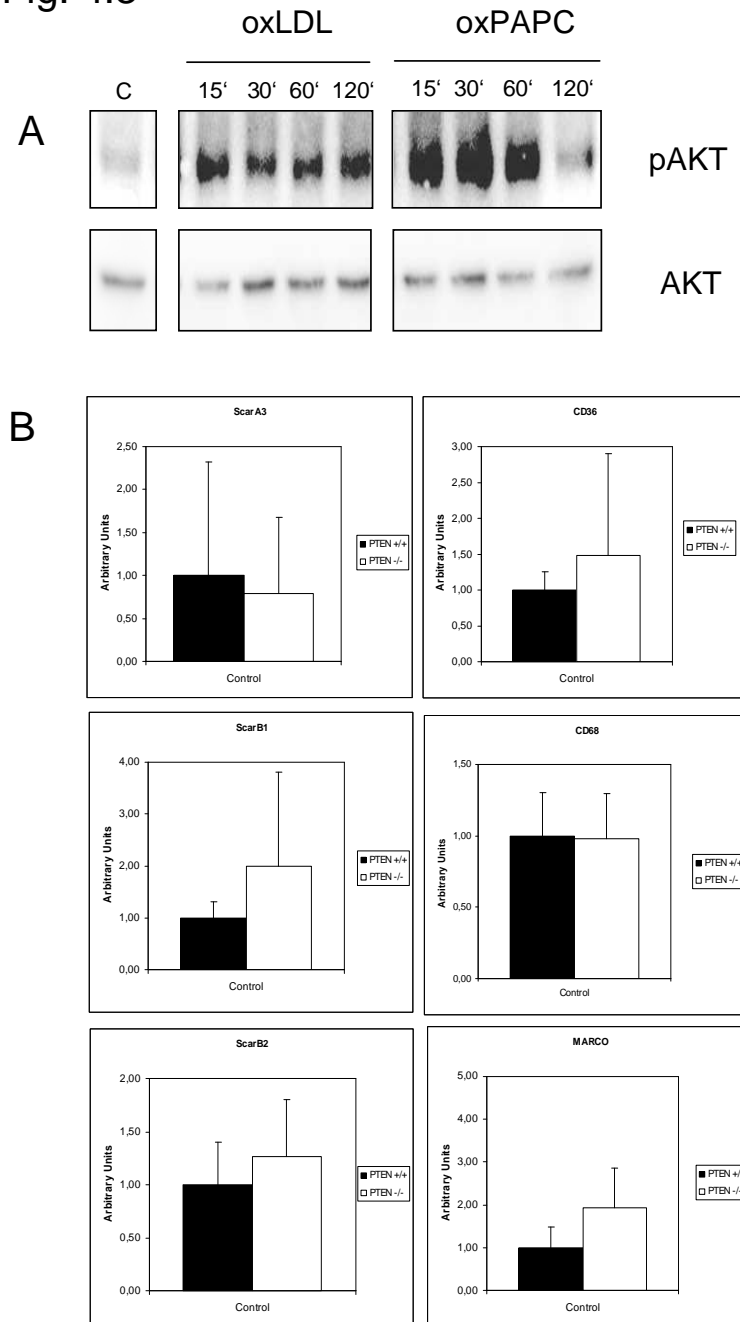 oxLDL oxPAPC
C 15‘ 30‘ 60‘ 120‘ 15‘ 30‘ 60‘ 120‘
A
pAKT
AKT
B
ScarA3
2,50
2,00
1,50
1,00
0,50
0,00
Arbitrary Units
Control
PTEN +/+
PTEN -/-
CD36
3,00
2,50
2,00
1,50
1,00
0,50
0,00
Arbitrary Units
Control
PTEN +/+
PTEN -/-
ScarB1
4,00
3,00
2,00
1,00
0,00
Arbitrary Units
Control
PTEN +/+
PTEN -/-
CD68
1,50
1,00
0,50
0,00
Arbitrary Units
Control
PTEN +/+
PTEN -/-
ScarB2
2,00
1,50
1,00
0,50
0,00
Arbitrary Units
Control
PTEN +/+
PTEN -/-
MARCO
5,00
4,00
3,00
2,00
1,00
0,00
Arbitrary Units
Control
PTEN +/+
PTEN -/-